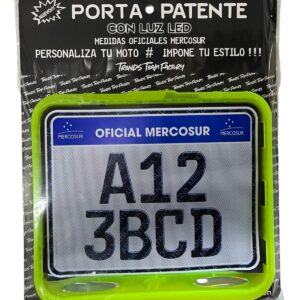 PORTA PATENTE
CON LUZ LED
MEDIDAS OFICIALES MERCOSUR
PERSONALIZA TU MOTO # IMPONE TU ESTILO !!!
TRENDS TEAM FACTORY
OFICIAL MERCOSUR
MERCOSUR
MERCOSUR
A12
3BCD